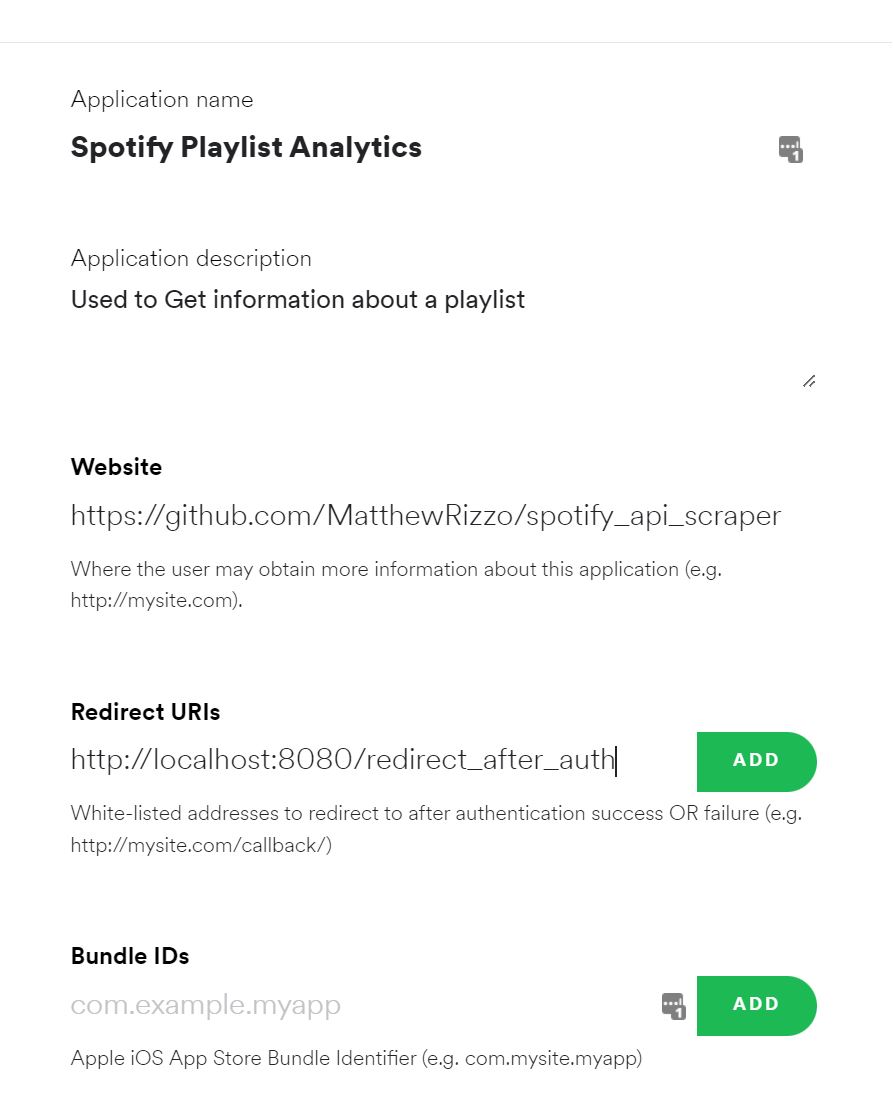 Application name
Spotify Playlist Analytics
Application description
Used to Get information about a playlist
Website
https://github.com/MatthewRizzo/spotify_api_scraper
Where the user may obtain more information about this application (e.g.
http://mysite.com).
Redirect URIs
http://localhost:8080/redirect_after_auth
ADD
White-listed addresses to redirect to after authentication success OR failure (e.g.
http://mysite.com/callback/)
Bundle IDs
com.example.myapp
1
ADD
Apple iOS App Store Bundle Identifier (e.g. com.mysite.myapp)